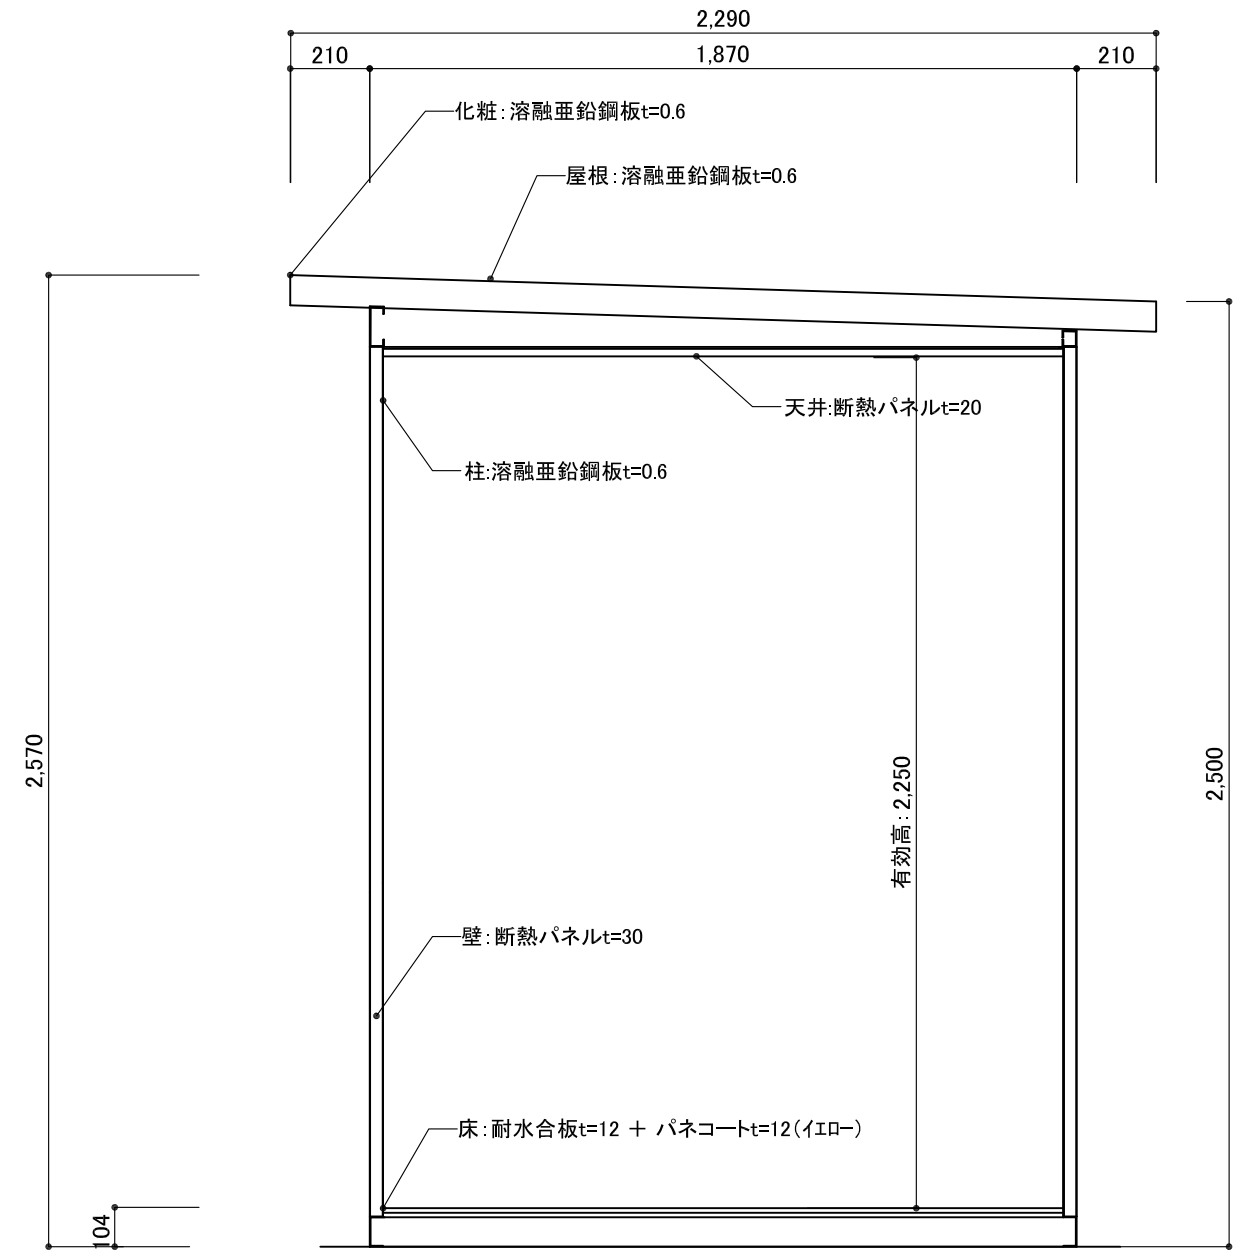 2,290
210
1,870
210
化粧:溶融亜鉛鋼板t=0.6
屋根:溶融亜鉛鋼板t=0.6
天井:断熱パネルt=20
柱:溶融亜鉛鋼板t=0.6
2,570
有効高:2,250
2,500
壁:断熱パネルt=30
床:耐水合板t=12 + パネコートt=12(イエロー)
104